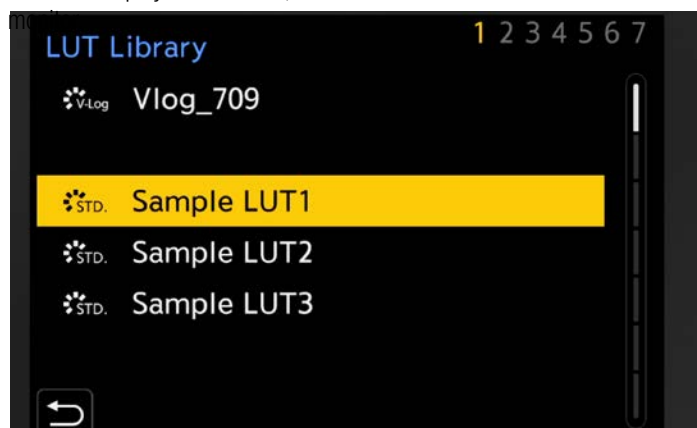 LUT Library
1 2 3 4 5 6 7
V-Log Vlog_709
STD. Sample LUT1
STD. Sample LUT2
STD. Sample LUT3